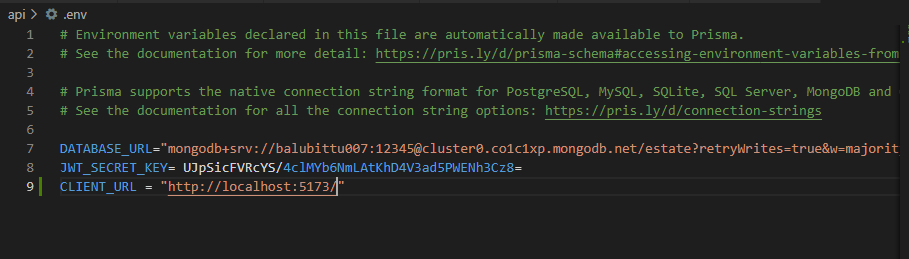 api > .env
1 # Environment variables declared in this file are automatically made available to Prisma.
2 # See the documentation for more detail: https://pris.ly/d/prisma-schema#accessing-environment-variables-from
3
4 # Prisma supports the native connection string format for PostgreSQL, MySQL, SQLite, SQL Server, MongoDB and
5 # See the documentation for all the connection string options: https://pris.ly/d/connection-strings
6
7 DATABASE_URL="mongodb+srv://balubittu007:12345@cluster0.co1c1xp.mongodb.net/estate?retryWrites=true&w=majorit
8 JWT_SECRET_KEY= UJpSicFVRcYS/4clMYb6NmLAtKhD4V3ad5PWENh3Cz8=
9 CLIENT_URL = "http://localhost:5173/"